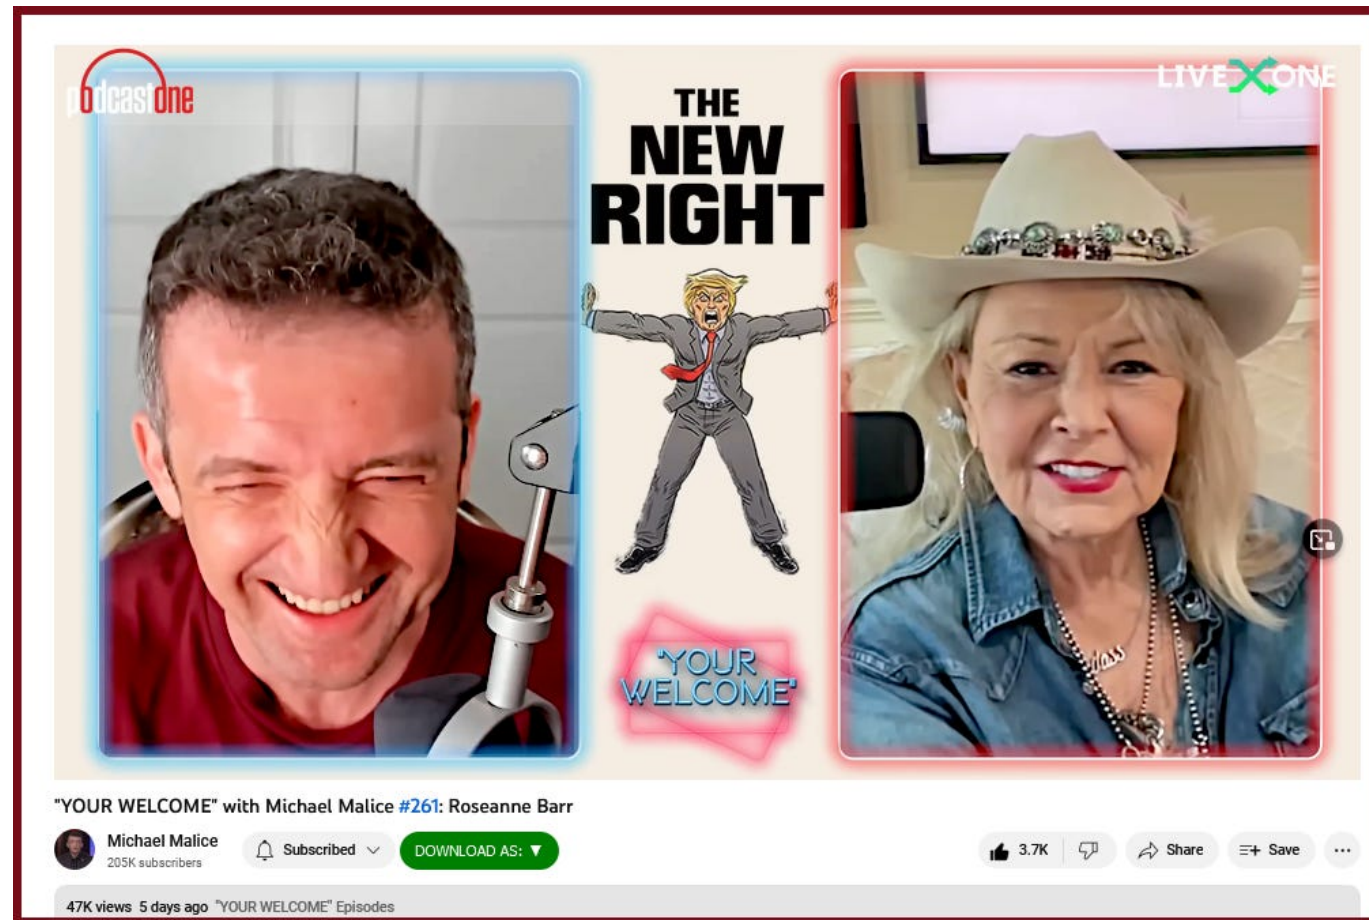 podcastone
LIVEXONE
THE
NEW
RIGHT
"YOUR
WELCOME"
"YOUR WELCOME" with Michael Malice #261: Roseanne Barr
Michael Malice
205K subscribers
Subscribed
DOWNLOAD AS: ▼
3.7K
Share
Save
47K views 5 days ago "YOUR WELCOME" Episodes